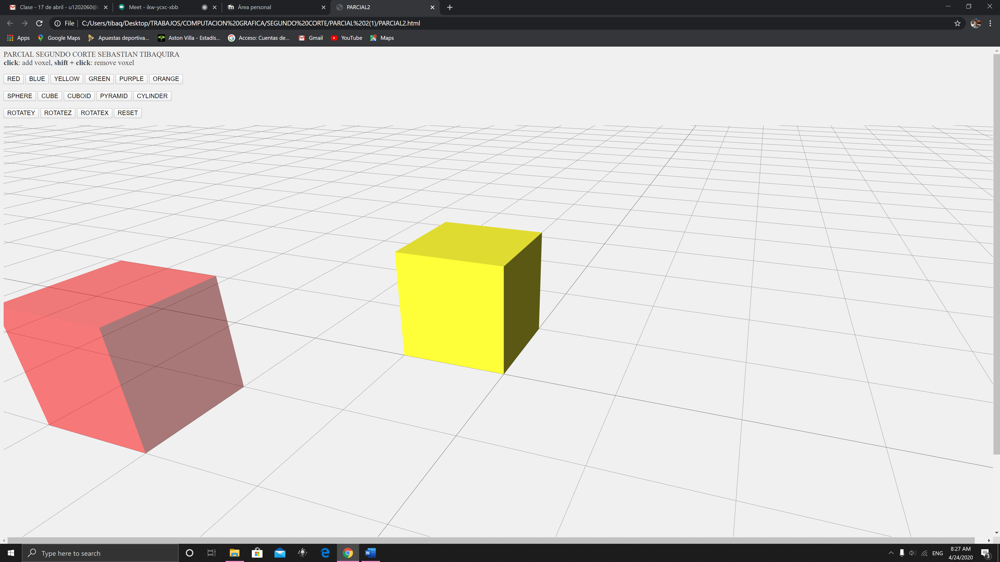 Clase - 17 de abril - u1202060@u
Meet - ikw-ycxc-xbb
Área personal
PARCIAL2
File
C:/Users/tibaq/Desktop/TRABAJOS/COMPUTACION%20GRAFICA/SEGUNDO%20CORTE/PARCIAL%202(1)/PARCIAL2.html
Apps
Google Maps
Apuestas deportiva...
Aston Villa - Estadís...
Acceso: Cuentas de...
Gmail
YouTube
Maps
PARCIAL SEGUNDO CORTE SEBASTIAN TIBAQUIRA
click: add voxel, shift + click: remove voxel
RED BLUE YELLOW GREEN PURPLE ORANGE
SPHERE CUBE CUBOID PYRAMID CYLINDER
ROTATEY ROTATEZ ROTATEX RESET
Type here to search
ENG
8:27 AM
4/24/2020
3